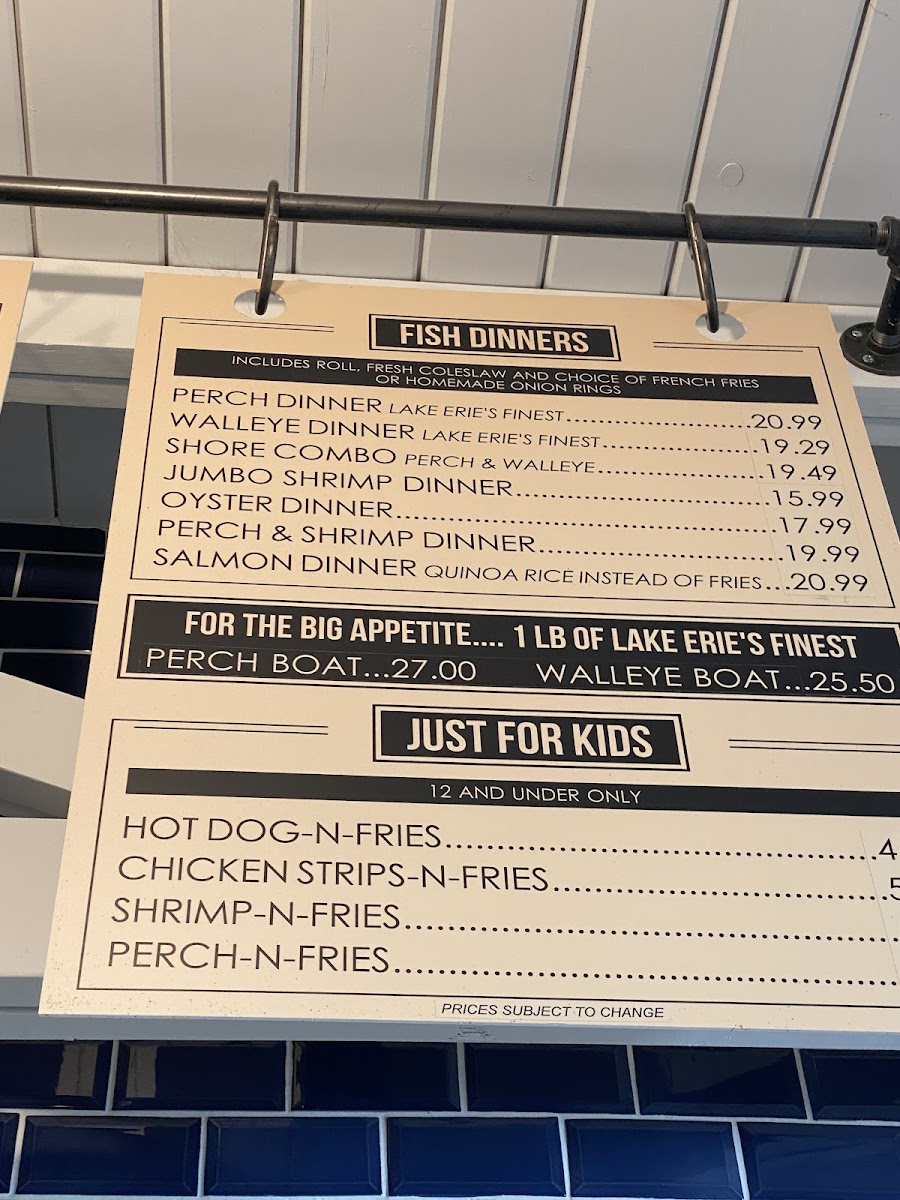 FISH DINNERS
INCLUDES ROLL, FRESH COLESLAW AND CHOICE OF FRENCH FRIES
OR HOMEMADE ONION RINGS
PERCH DINNER LAKE ERIE'S FINEST...................20.99
WALLEYE DINNER LAKE ERIE'S FINEST................19.29
SHORE COMBO PERCH & WALLEYE.................19.49
JUMBO SHRIMP DINNER..........................15.99
OYSTER DINNER......................................17.99
PERCH & SHRIMP DINNER........................19.99
SALMON DINNER QUINOA RICE INSTEAD OF FRIES...20.99
FOR THE BIG APPETITE.... 1 LB OF LAKE ERIE'S FINEST
PERCH BOAT...27.00 WALLEYE BOAT...25.50
JUST FOR KIDS
12 AND UNDER ONLY
HOT DOG-N-FRIES.......................................4
CHICKEN STRIPS-N-FRIES..............................5
SHRIMP-N-FRIES............................................
PERCH-N-FRIES.............................................
PRICES SUBJECT TO CHANGE